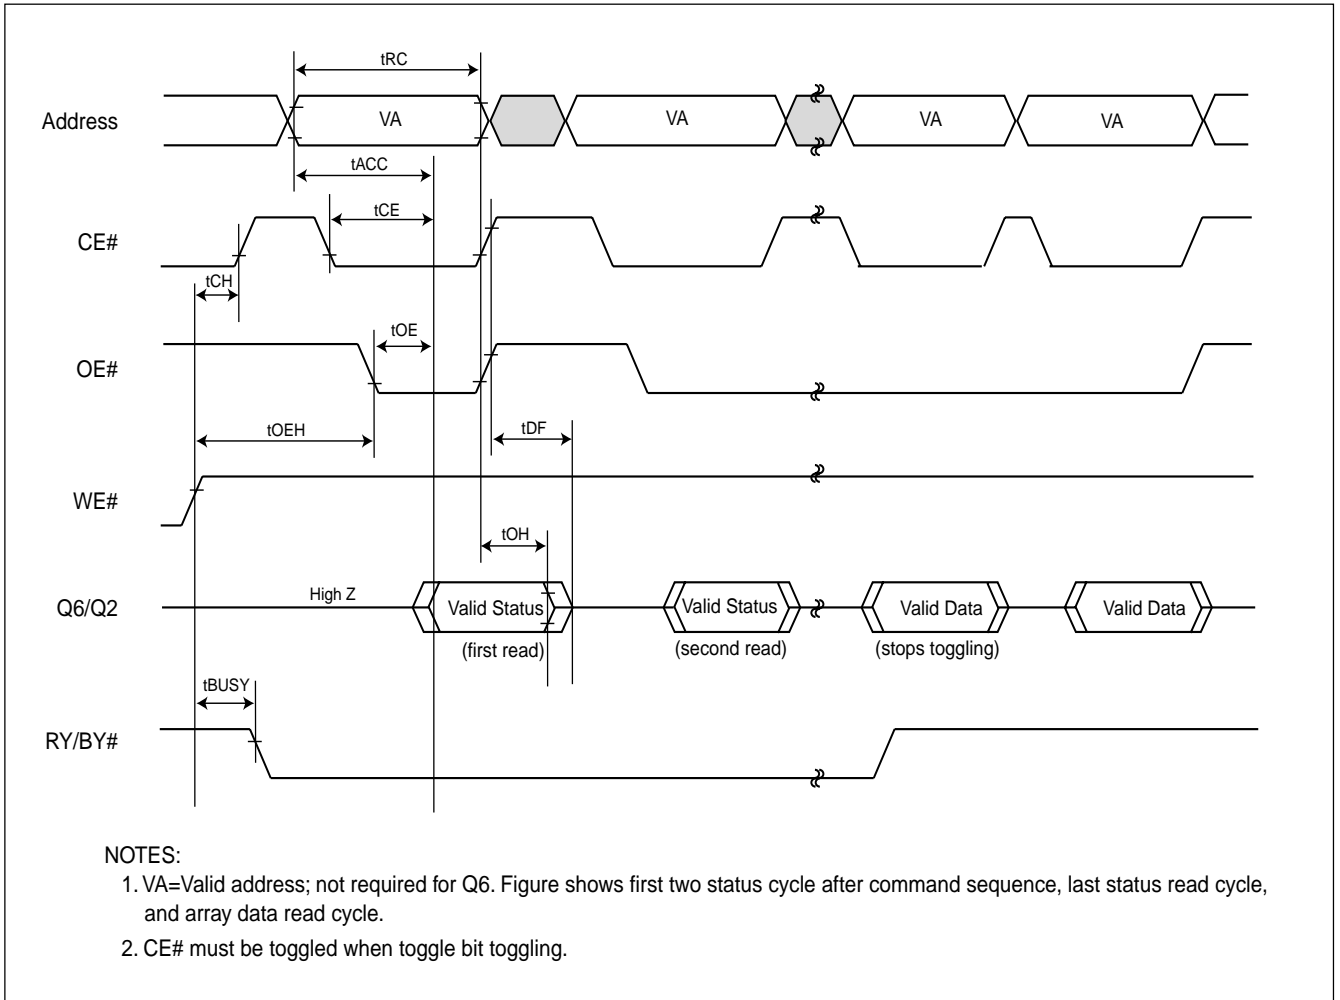 tRC
Address
VA
VA
VA
VA
tACC
tCE
CE#
tCH
tOE
OE#
tOEH
tDF
WE#
tOH
Q6/Q2
High Z
Valid Status
Valid Status
Valid Data
Valid Data
(first read)
(second read)
(stops toggling)
tBUSY
RY/BY#
NOTES:
1. VA=Valid address; not required for Q6. Figure shows first two status cycle after command sequence, last status read cycle,
and array data read cycle.
2. CE# must be toggled when toggle bit toggling.